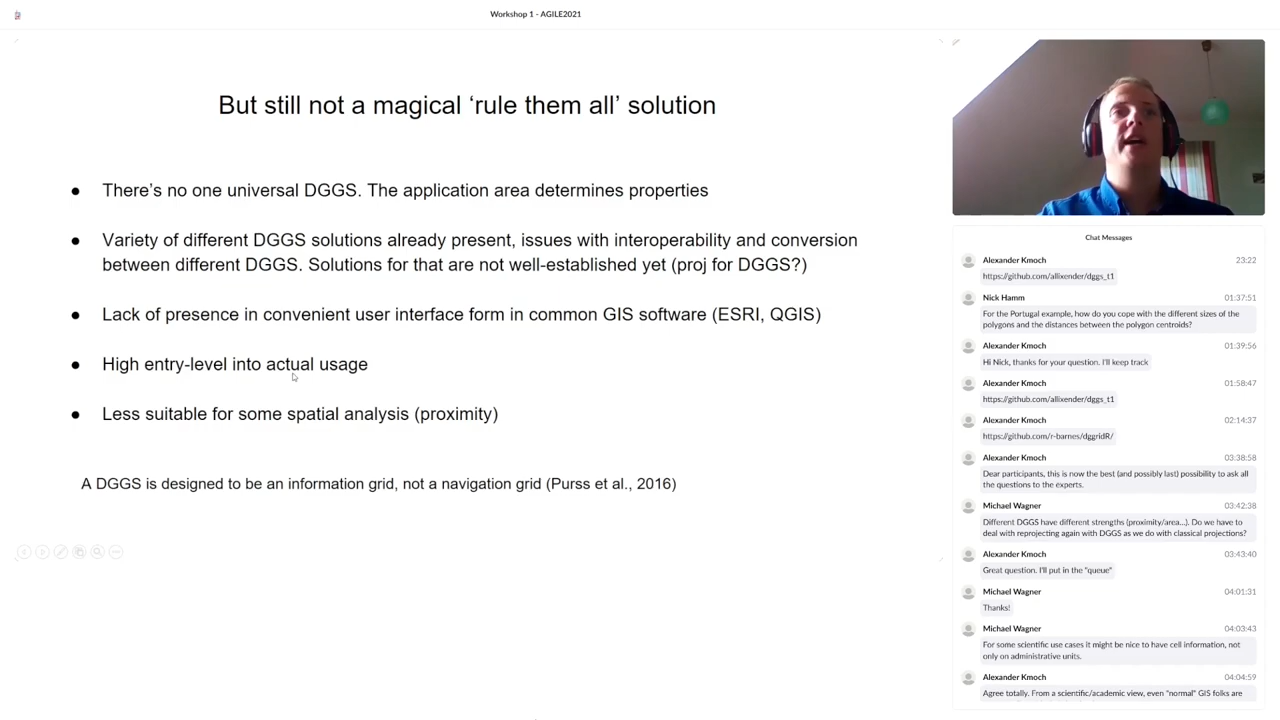 Workshop 1 - AGILE2021
But still not a magical ‘rule them all’ solution
● There’s no one universal DGGS. The application area determines properties
● Variety of different DGGS solutions already present, issues with interoperability and conversion
between different DGGS. Solutions for that are not well-established yet (proj for DGGS?)
● Lack of presence in convenient user interface form in common GIS software (ESRI, QGIS)
● High entry-level into actual usage
● Less suitable for some spatial analysis (proximity)
A DGGS is designed to be an information grid, not a navigation grid (Purss et al., 2016)
Chat Messages
Alexander Kmoch 23:22
https://github.com/allixender/dggs_t1
Nick Hamm 01:37:51
For the Portugal example, how do you cope with the different sizes of the
polygons and the distances between the polygon centroids?
Alexander Kmoch 01:39:56
Hi Nick, thanks for your question. I'll keep track
Alexander Kmoch 01:58:47
https://github.com/allixender/dggs_t1
Alexander Kmoch 02:14:37
https://github.com/r-barnes/dggridR/
Alexander Kmoch 03:38:58
Dear participants, this is now the best (and possibly last) possibility to ask all
the questions to the experts.
Michael Wagner 03:42:38
Different DGGS have different strengths (proximity/area...). Do we have to
deal with reprojecting again with DGGS as we do with classical projections?
Alexander Kmoch 03:43:40
Great question. I'll put in the "queue"
Michael Wagner 04:01:31
Thanks!
Michael Wagner 04:03:43
For some scientific use cases it might be nice to have cell information, not
only on administrative units.
Alexander Kmoch 04:04:59
Agree totally. From a scientific/academic view, even "normal" GIS folks are